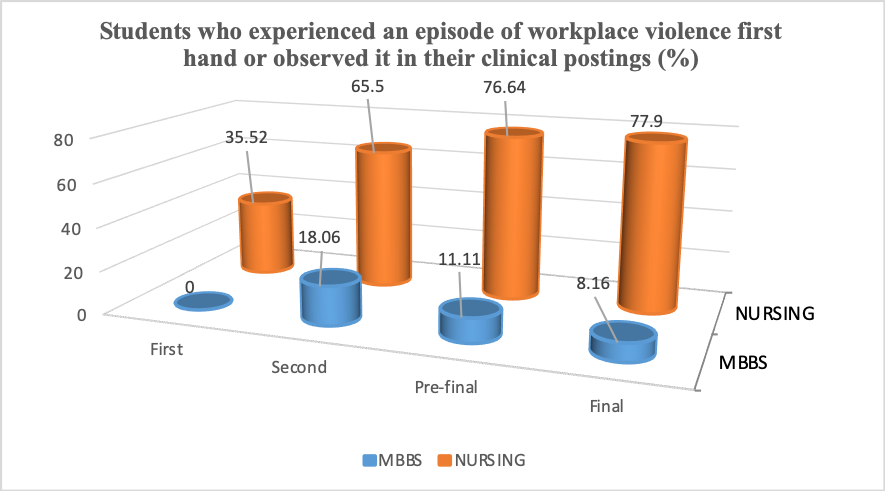 Students who experienced an episode of workplace violence first
hand or observed it in their clinical postings (%)
80
60
40
20
0
35.52
65.5
76.64
77.9
0
18.06
11.11
8.16
First
Second
Pre-final
Final
NURSING
MBBS
MBBS NURSING